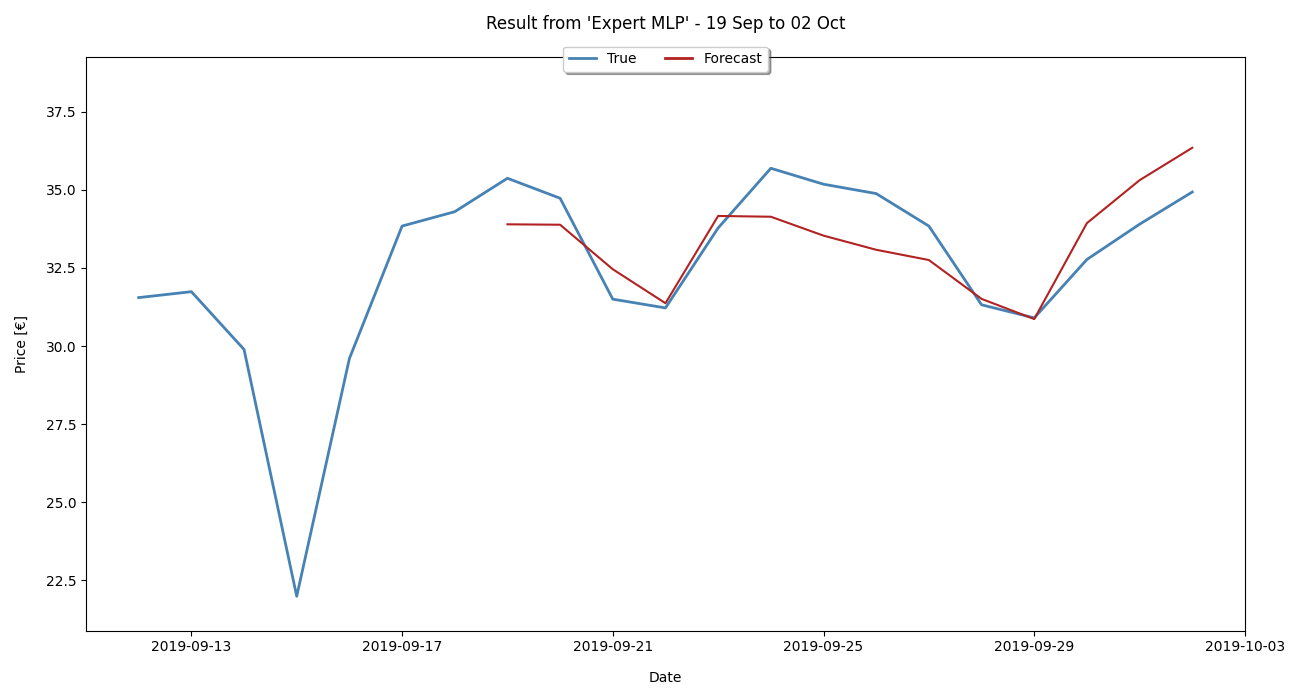 Result from 'Expert MLP' - 19 Sep to 02 Oct
True Forecast
37.5
35.0
32.5
30.0
27.5
25.0
22.5
Price [€]
2019-09-13 2019-09-17 2019-09-21 2019-09-25 2019-09-29 2019-10-03
Date